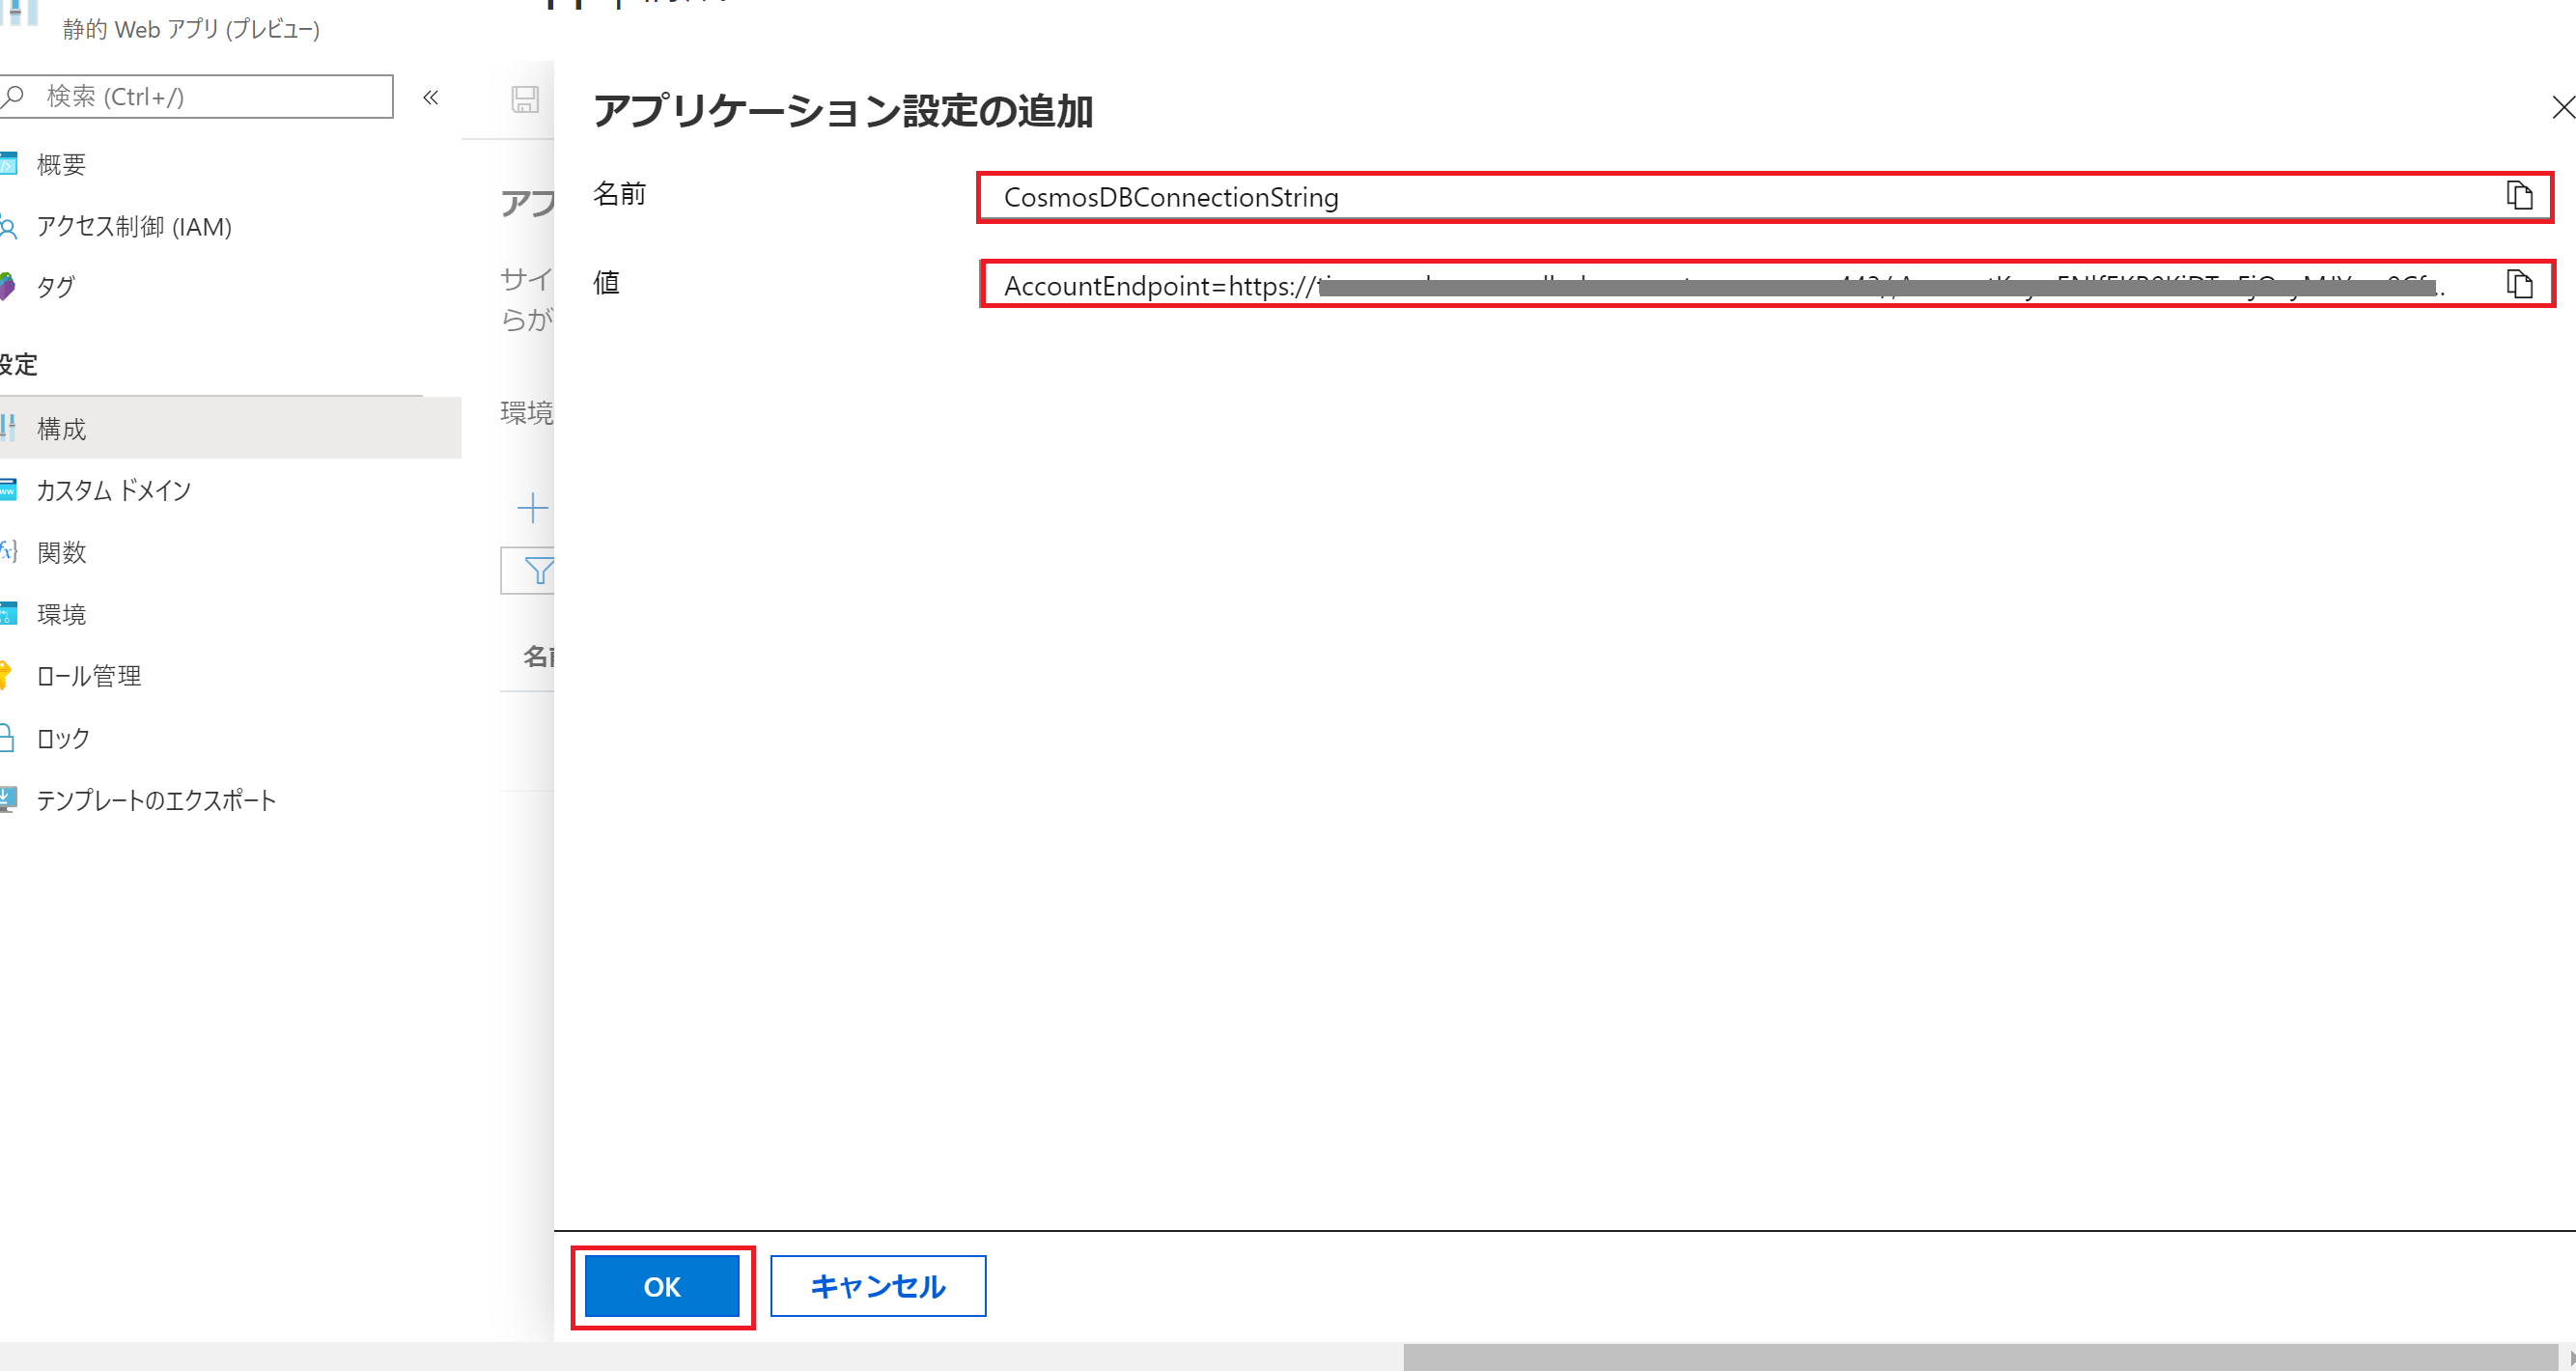 静的 Web アプリ (プレビュー)
検索 (Ctrl+/)
«
概要
アクセス制御 (IAM)
タグ
設定
構成
カスタム ドメイン
関数
環境
ロール管理
ロック
テンプレートのエクスポート
アプ
サイ
らが
環境
名前
アプリケーション設定の追加
名前
CosmosDBConnectionString
値
AccountEndpoint=https://
OK
キャンセル